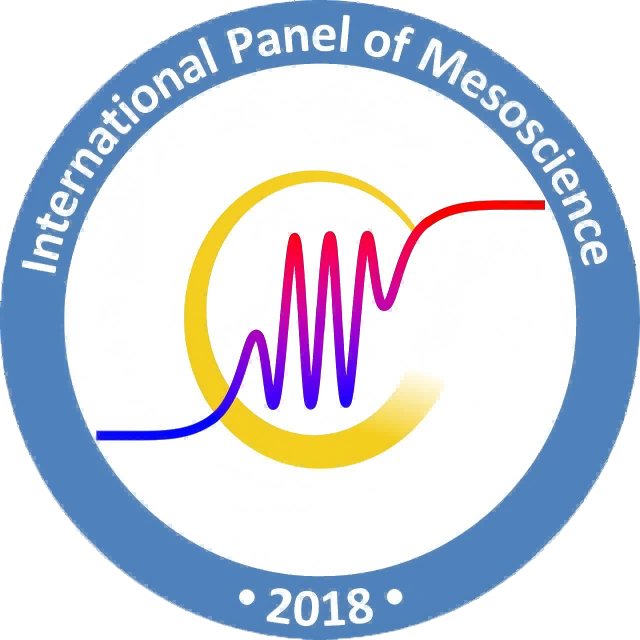 International Panel of Mesoscience
• 2018 •